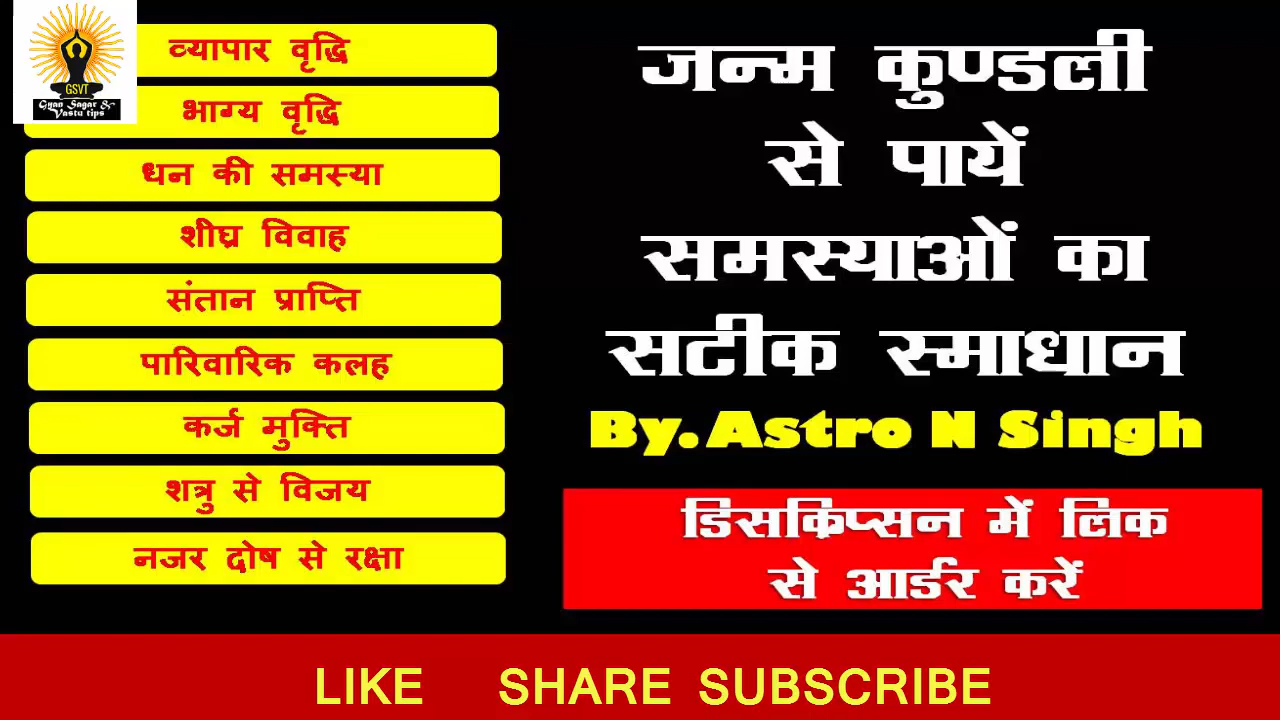 GSVT
Gyan Sagar &
Vastu tips
व्यापार वृद्धि
भाग्य वृद्धि
धन की समस्या
शीघ्र विवाह
संतान प्राप्ति
पारिवारिक कलह
कर्ज मुक्ति
शत्रु से विजय
नजर दोष से रक्षा
जन्म कुण्डली
से पायें
समस्याओं का
सटीक स्माधान
By. Astro N Singh
डिसक्रिप्सन में लिक
से आर्डर करें
LIKE SHARE SUBSCRIBE